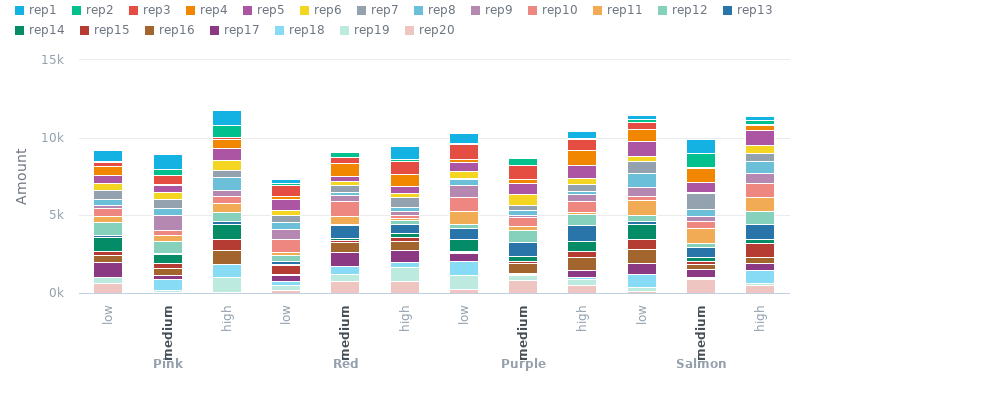 rep1 rep2 rep3 rep4 rep5 rep6 rep7 rep8 rep9 rep10 rep11 rep12 rep13
rep14 rep15 rep16 rep17 rep18 rep19 rep20
15k
10k
5k
0k
Amount
low medium high low medium high low medium high low medium high
Pink Red Purple Salmon